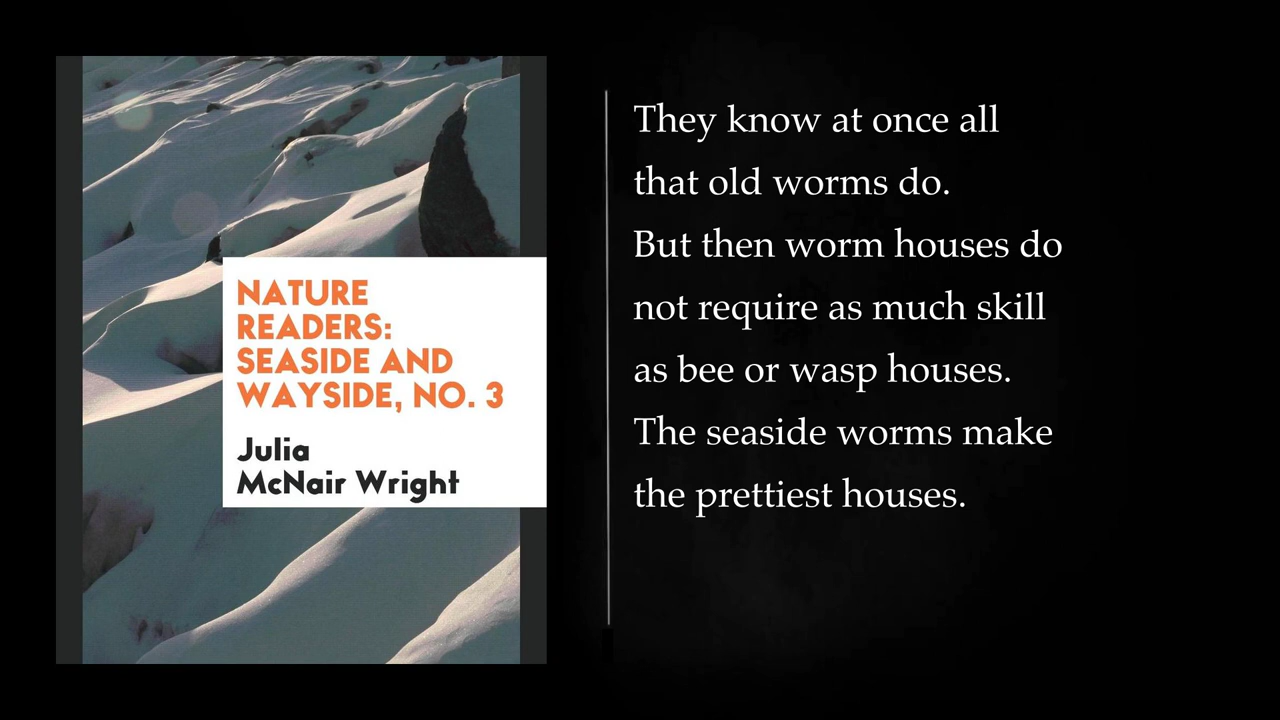 NATURE
READERS:
SEASIDE AND
WAYSIDE, NO. 3
Julia
McNair Wright
They know at once all
that old worms do.
But then worm houses do
not require as much skill
as bee or wasp houses.
The seaside worms make
the prettiest houses.